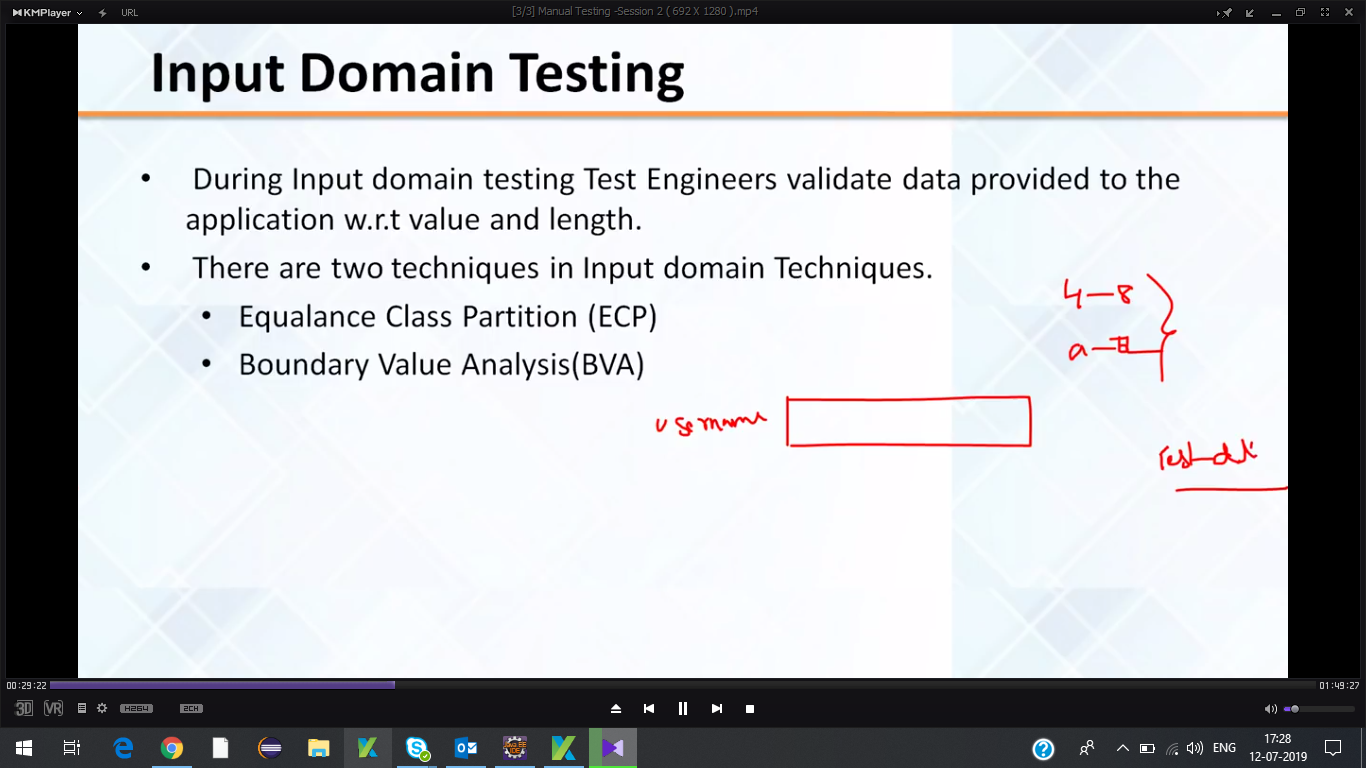 KMPlayer
URL
[3/3] Manual Testing -Session 2 ( 692 X 1280 ).mp4
Input Domain Testing
• During Input domain testing Test Engineers validate data provided to the
application w.r.t value and length.
• There are two techniques in Input domain Techniques.
• Equalance Class Partition (ECP)
• Boundary Value Analysis(BVA)
4—8
a—
username
Test
00:29:22
01:49:27
3D VR H264 2CH
ENG
17:28
12-07-2019